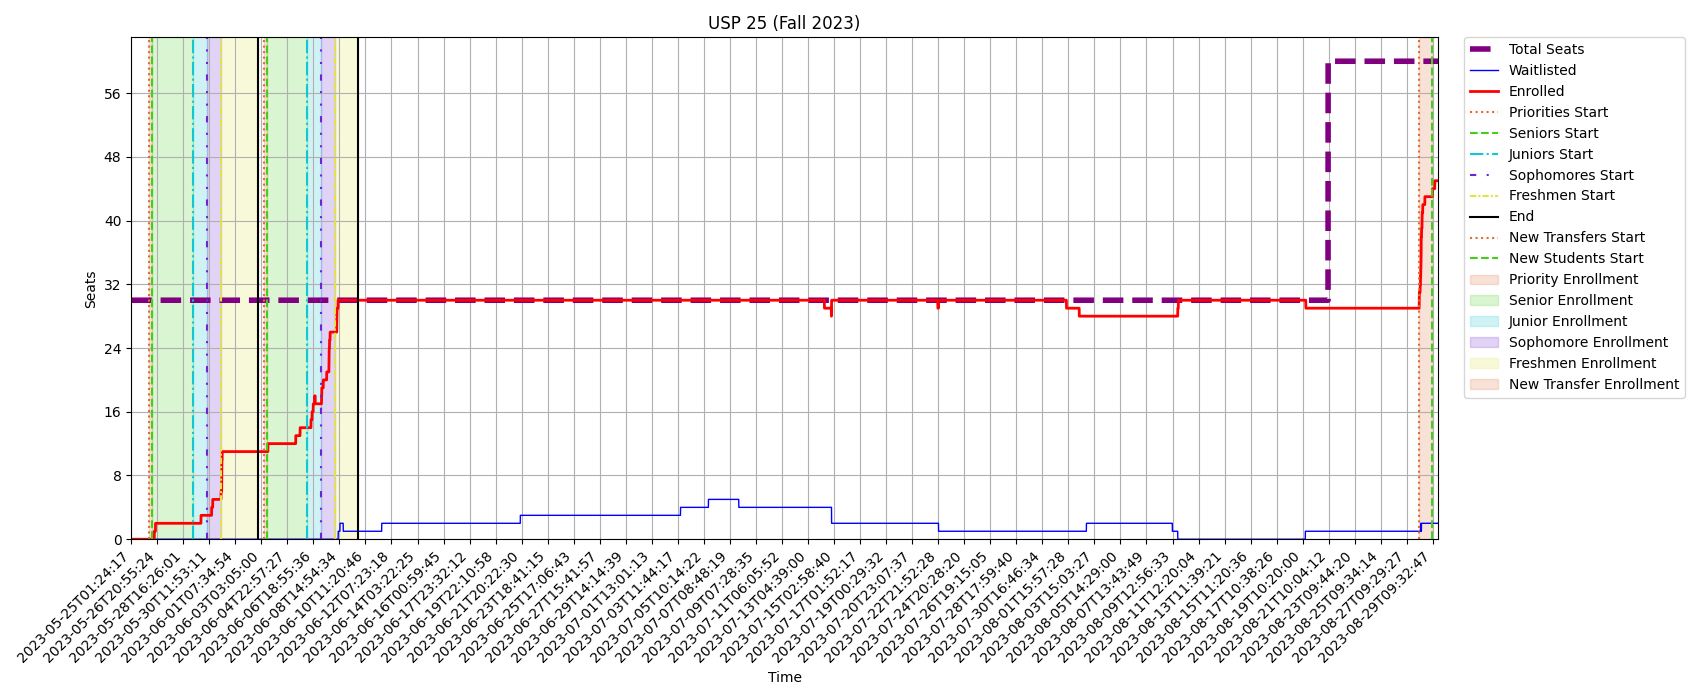 USP 25 (Fall 2023)
Seats
56
48
40
32
24
16
8
0
2023-05-25T01:24:17
2023-05-26T20:55:24
2023-05-28T16:26:01
2023-05-30T11:53:11
2023-06-01T07:34:54
2023-06-03T03:05:00
2023-06-04T22:57:27
2023-06-06T18:55:36
2023-06-08T14:54:34
2023-06-10T11:20:46
2023-06-12T07:23:18
2023-06-14T03:22:25
2023-06-16T00:59:45
2023-06-17T23:32:12
2023-06-19T22:10:58
2023-06-21T20:22:30
2023-06-23T18:41:15
2023-06-25T17:06:43
2023-06-27T15:41:57
2023-06-29T14:14:39
2023-07-01T13:01:13
2023-07-03T11:44:17
2023-07-05T10:14:22
2023-07-07T08:48:19
2023-07-09T07:28:35
2023-07-11T06:05:52
2023-07-13T04:39:00
2023-07-15T02:58:40
2023-07-17T01:52:17
2023-07-19T00:29:32
2023-07-20T23:07:37
2023-07-22T21:52:28
2023-07-24T20:28:20
2023-07-26T19:15:05
2023-07-28T17:59:40
2023-07-30T16:46:34
2023-08-01T15:57:28
2023-08-03T15:03:27
2023-08-05T14:29:00
2023-08-07T13:43:49
2023-08-09T12:56:33
2023-08-11T12:20:04
2023-08-13T11:39:21
2023-08-15T11:20:36
2023-08-17T10:38:26
2023-08-19T10:20:00
2023-08-21T10:04:12
2023-08-23T09:44:20
2023-08-25T09:34:14
2023-08-27T09:29:27
2023-08-29T09:32:47
Time
Total Seats
Waitlisted
Enrolled
Priorities Start
Seniors Start
Juniors Start
Sophomores Start
Freshmen Start
End
New Transfers Start
New Students Start
Priority Enrollment
Senior Enrollment
Junior Enrollment
Sophomore Enrollment
Freshmen Enrollment
New Transfer Enrollment